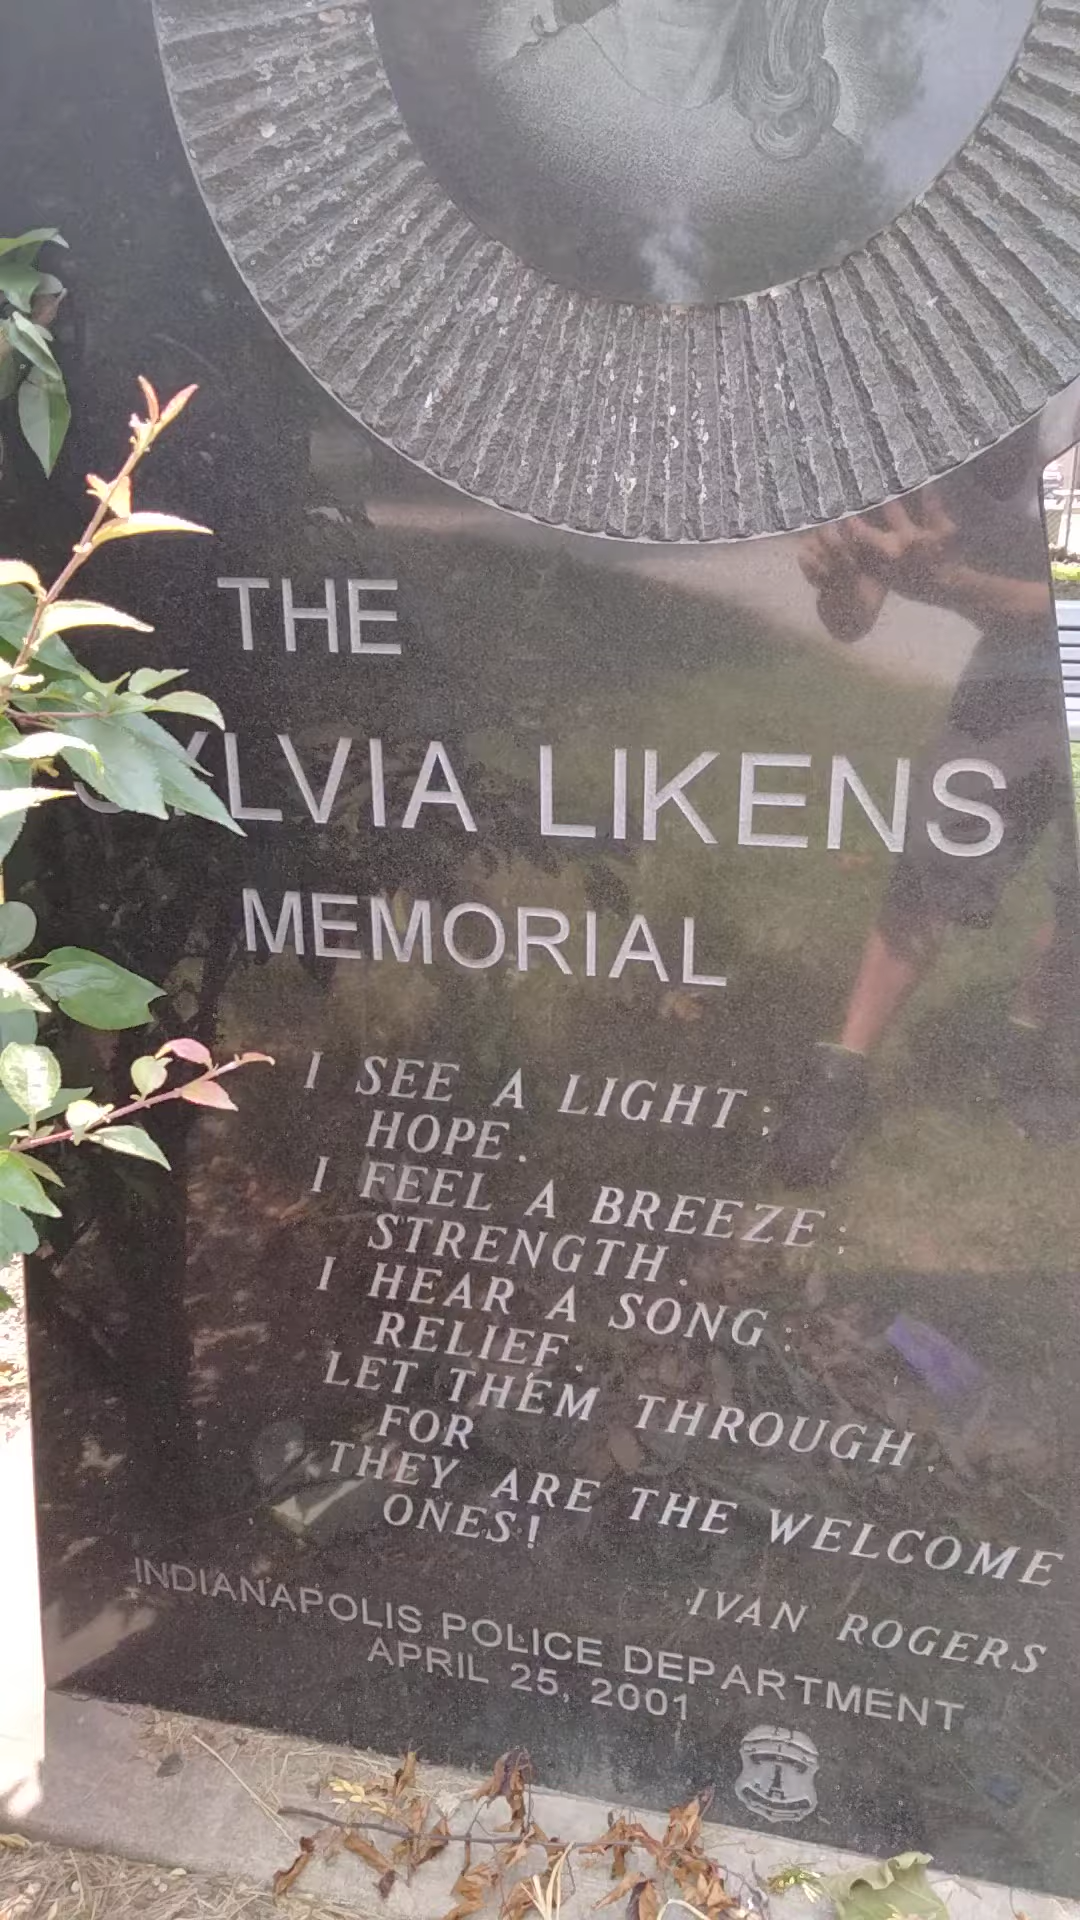 THE
SYLVIA LIKENS
MEMORIAL
I SEE A LIGHT;
HOPE.
I FEEL A BREEZE;
STRENGTH.
I HEAR A SONG;
RELIEF.
LET THEM THROUGH.
FOR
THEY ARE THE WELCOME
ONES!
IVAN ROGERS
INDIANAPOLIS POLICE DEPARTMENT
APRIL 25, 2001